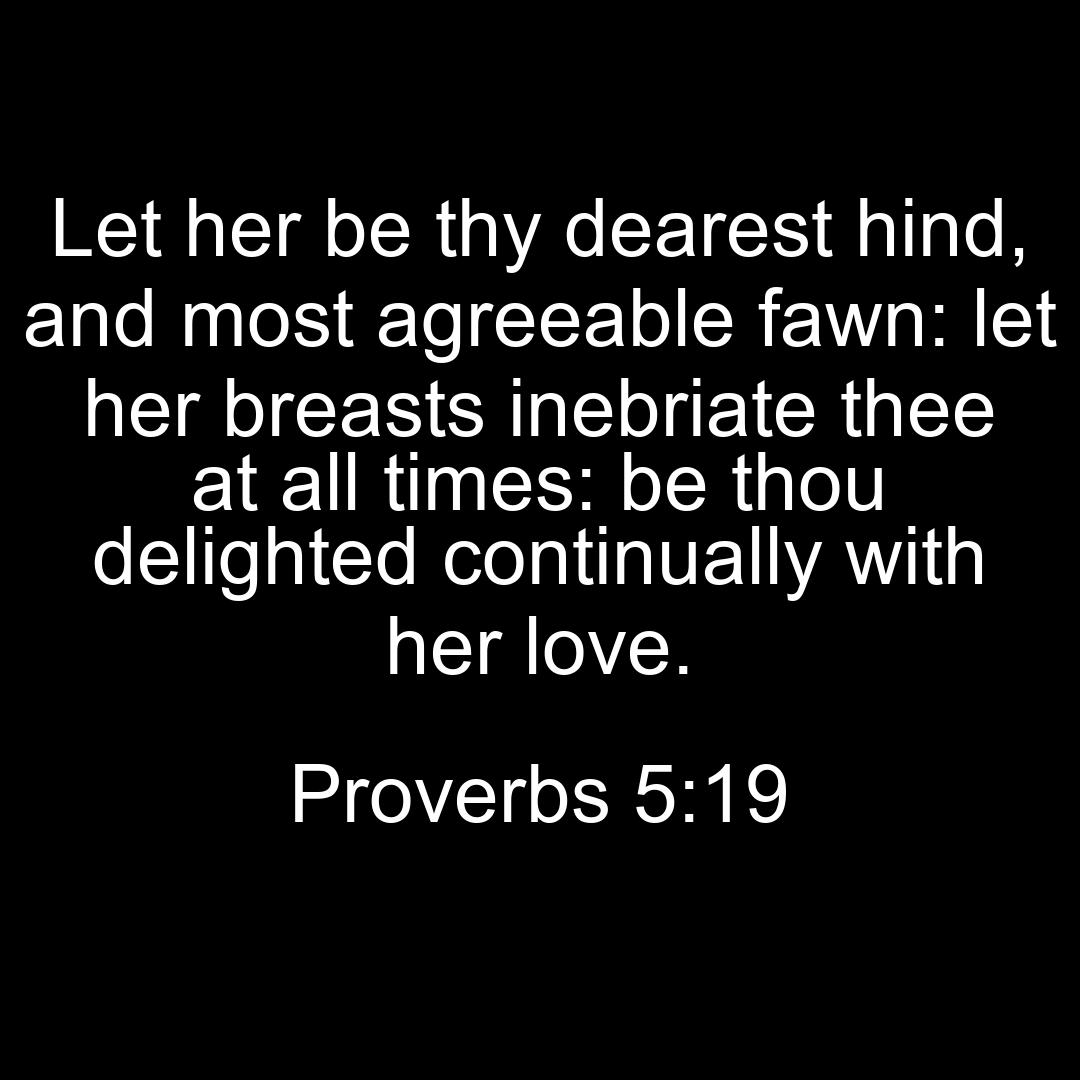 Let her be thy dearest hind,
and most agreeable fawn: let
her breasts inebriate thee
at all times: be thou
delighted continually with
her love.
Proverbs 5:19